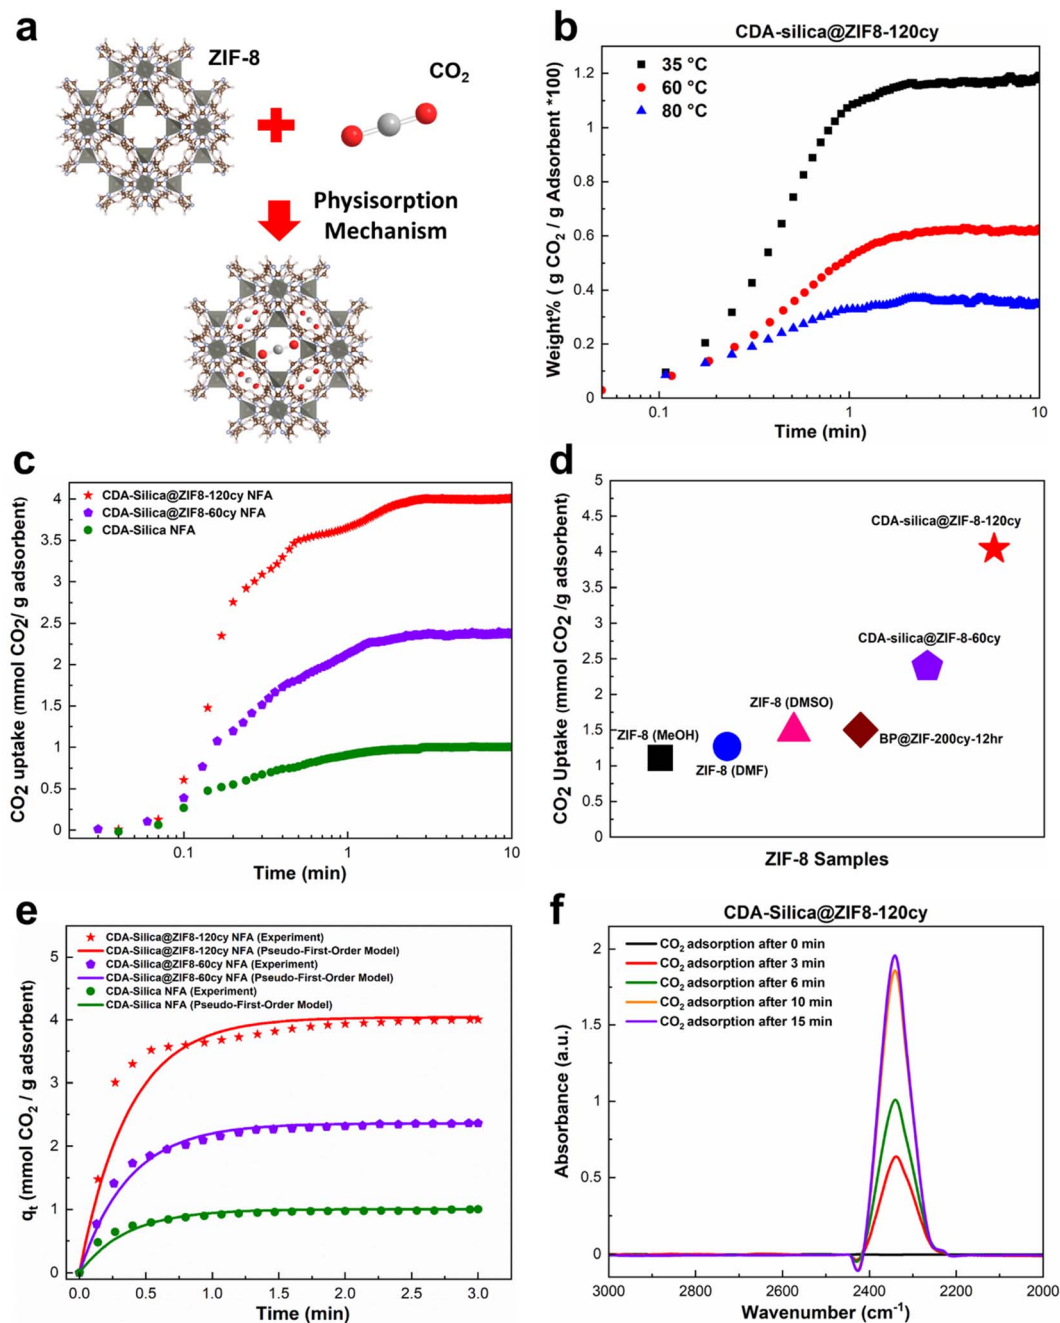 a
ZIF-8
CO2
Physisorption
Mechanism
b
CDA-silica@ZIF8-120cy
35 °C
60 °C
80 °C
Weight% ( g CO2 / g Adsorbent *100)
1.2
0.8
0.6
0.4
0.2
0
0.1
1
10
Time (min)
c
CDA-Silica@ZIF8-120cy NFA
CDA-Silica@ZIF8-60cy NFA
CDA-Silica NFA
CO2 uptake (mmol CO2/ g adsorbent)
4
3.5
3
2.5
2
1.5
1
0.5
0
0.1
1
10
Time (min)
d
CO2 Uptake (mmol CO2 /g adsorbent)
5
4.5
4
3.5
3
2.5
2
1.5
1
0.5
0
CDA-silica@ZIF-8-120cy
CDA-silica@ZIF-8-60cy
ZIF-8 (DMSO)
ZIF-8 (MeOH)
BP@ZIF-200cy-12hr
ZIF-8 (DMF)
ZIF-8 Samples
e
CDA-Silica@ZIF8-120cy NFA (Experiment)
CDA-Silica@ZIF8-120cy NFA (Pseudo-First-Order Model)
CDA-Silica@ZIF8-60cy NFA (Experiment)
CDA-Silica@ZIF8-60cy NFA (Pseudo-First-Order Model)
CDA-Silica NFA (Experiment)
CDA-Silica NFA (Pseudo-First-Order Model)
qt (mmol CO2 / g adsorbent)
5
4
3
2
1
0
0.0
0.5
1.0
1.5
2.0
2.5
3.0
Time (min)
f
CDA-Silica@ZIF8-120cy
CO2 adsorption after 0 min
CO2 adsorption after 3 min
CO2 adsorption after 6 min
CO2 adsorption after 10 min
CO2 adsorption after 15 min
Absorbance (a.u.)
2
1.5
1
0.5
0
3000
2800
2600
2400
2200
2000
Wavenumber (cm-1)